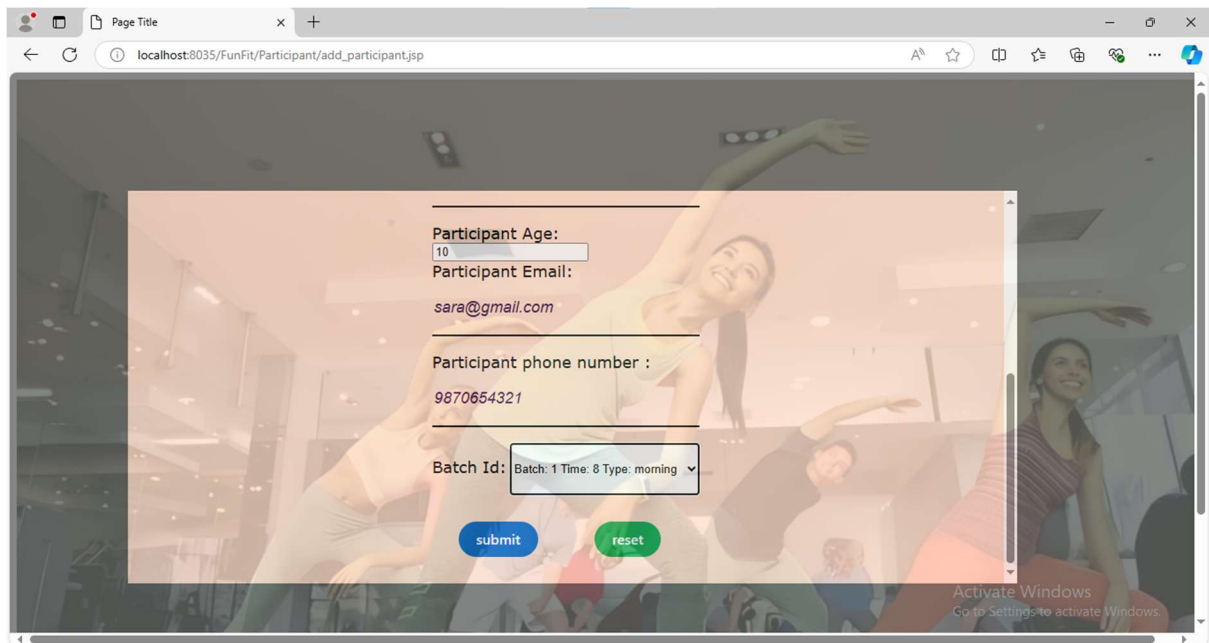 Page Title
localhost:8035/FunFit/Participant/add_participant.jsp
Participant Age:
10
Participant Email:
sara@gmail.com
Participant phone number :
9870654321
Batch Id: Batch: 1 Time: 8 Type: morning
submit reset
Activate Windows
Go to Settings to activate Windows.